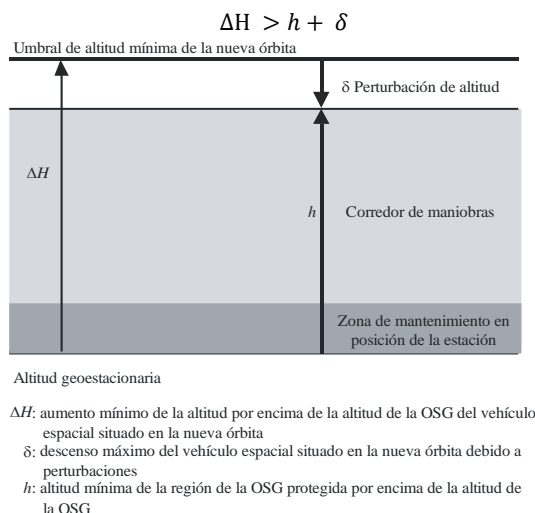 ΔH > h + δ
Umbral de altitud mínima de la nueva órbita
δ Perturbación de altitud
ΔH
h
Corredor de maniobras
Zona de mantenimiento en
posición de la estación
Altitud geoestacionaria
ΔH: aumento mínimo de la altitud por encima de la altitud de la OSG del vehículo
espacial situado en la nueva órbita
δ: descenso máximo del vehículo espacial situado en la nueva órbita debido a
perturbaciones
h: altitud mínima de la región de la OSG protegida por encima de la altitud de
la OSG